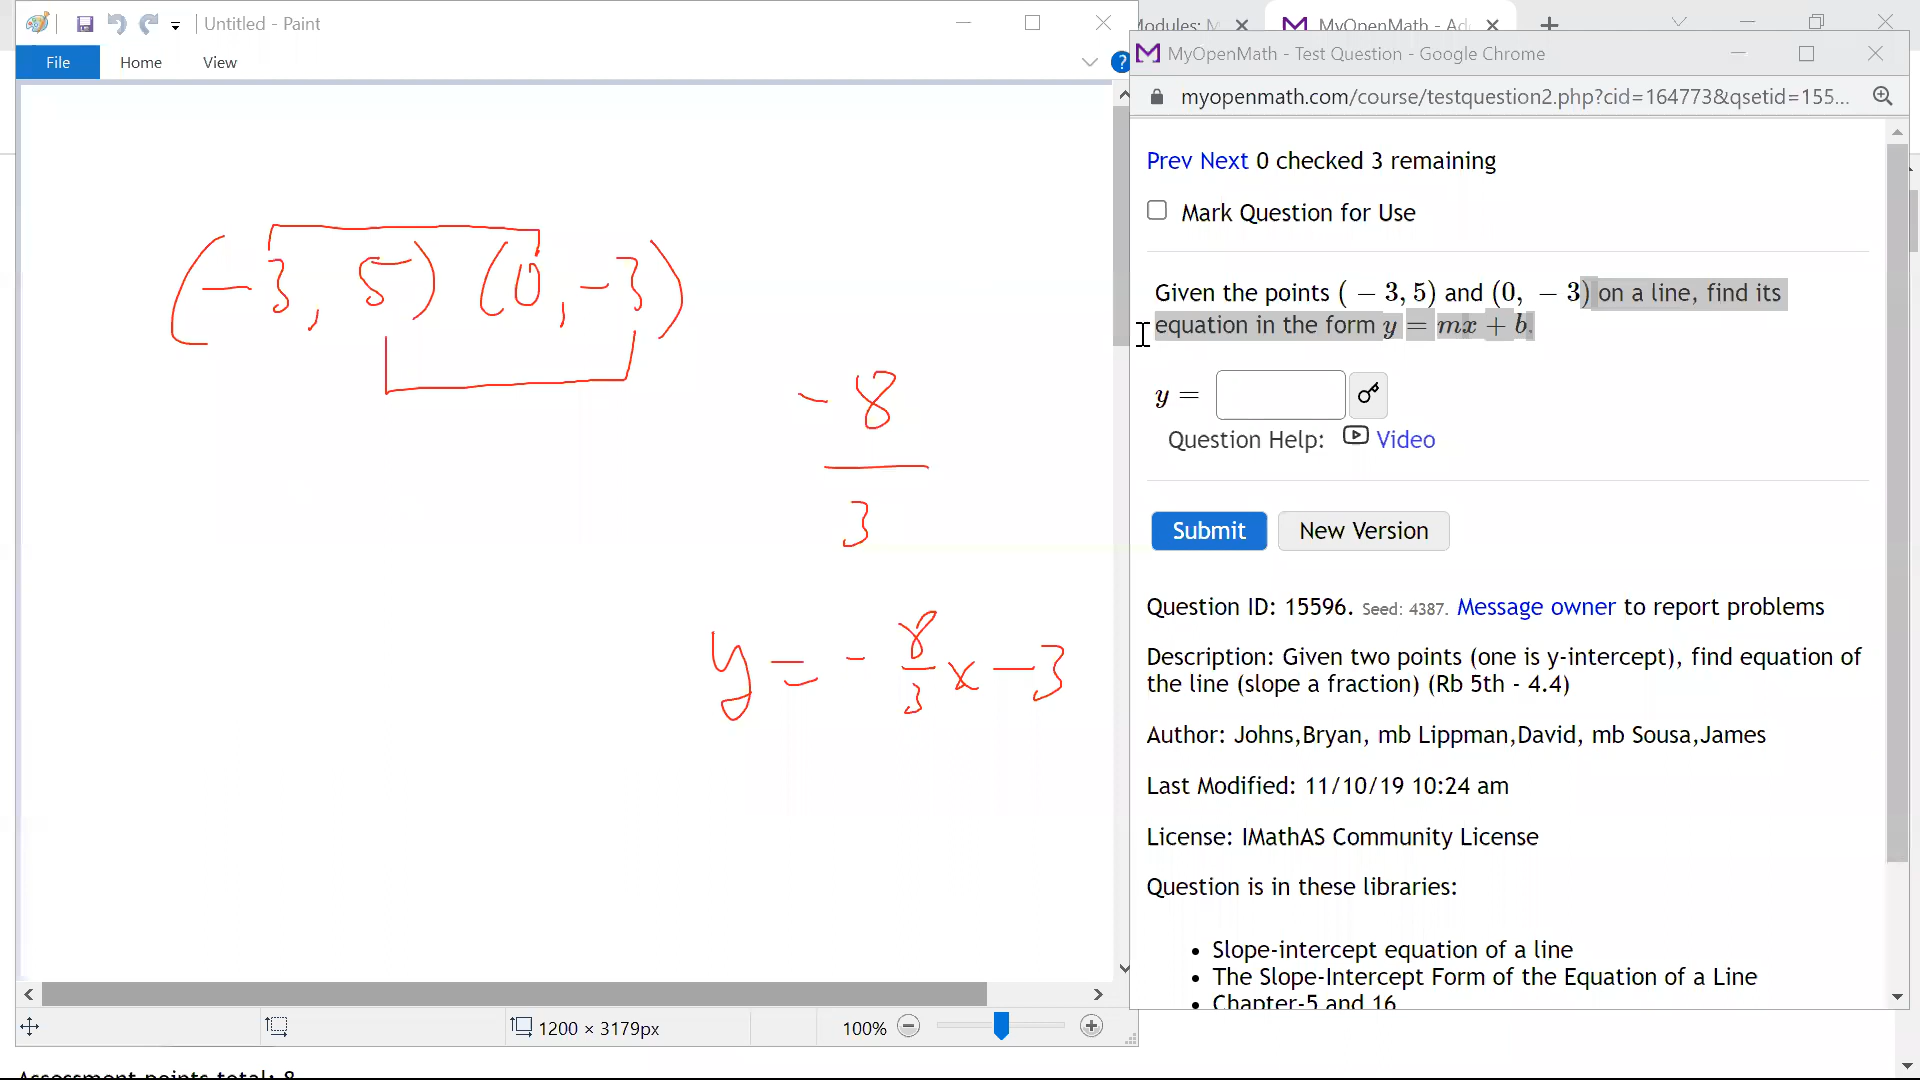 Untitled - Paint
File
Home
View
(-3, 5) (0, -3)
-8
3
y = - 8/3 x - 3
1200 × 3179px
100%
Assessment points total: 8
Modules: M
MyOpenMath - Ad
MyOpenMath - Test Question - Google Chrome
myopenmath.com/course/testquestion2.php?cid=164773&qsetid=155...
Prev Next 0 checked 3 remaining
Mark Question for Use
Given the points (-3, 5) and (0, -3) on a line, find its
equation in the form y = mx + b.
y =
Question Help: Video
Submit
New Version
Question ID: 15596. Seed: 4387. Message owner to report problems
Description: Given two points (one is y-intercept), find equation of
the line (slope a fraction) (Rb 5th - 4.4)
Author: Johns,Bryan, mb Lippman,David, mb Sousa,James
Last Modified: 11/10/19 10:24 am
License: IMathAS Community License
Question is in these libraries:
• Slope-intercept equation of a line
• The Slope-Intercept Form of the Equation of a Line
• Chapter-5 and 16